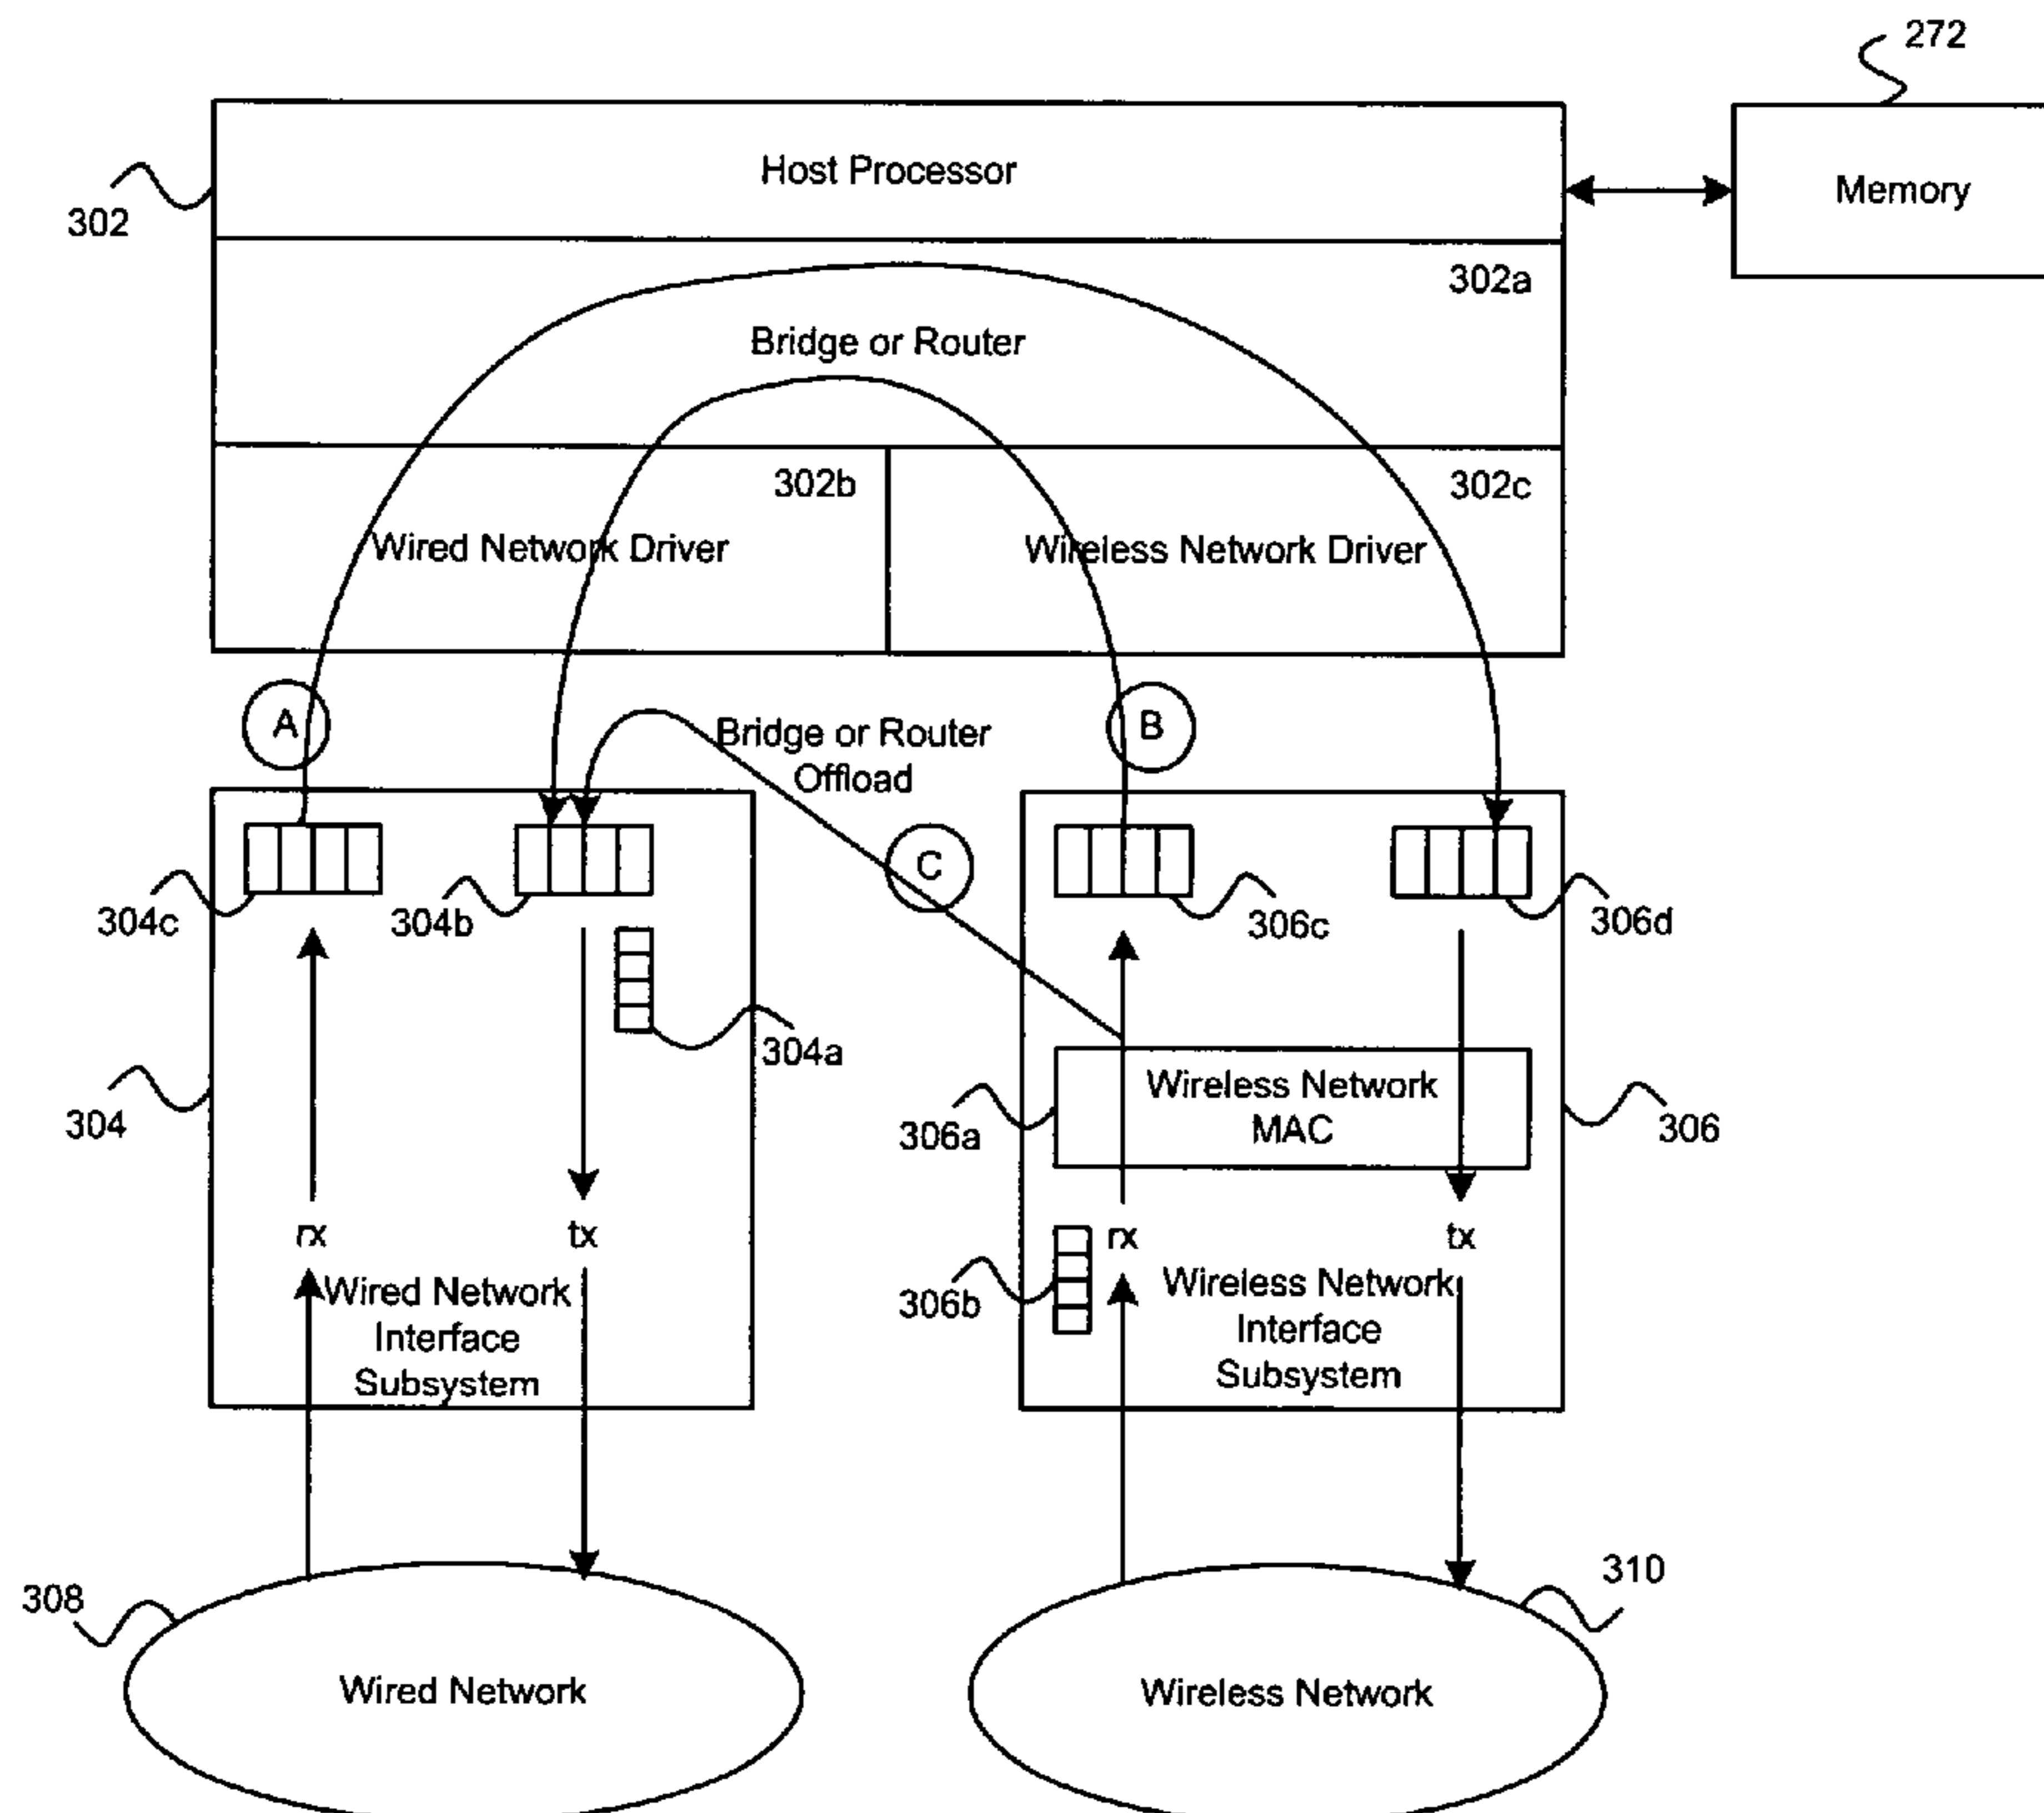 272
Host Processor
Memory
302
302a
Bridge or Router
302b
302c
Wired Network Driver
Wireless Network Driver
A
B
Bridge or Router
Offload
C
304c
304b
306c
306d
304a
304
306a
Wireless Network
MAC
306
rx
tx
rx
tx
306b
Wired Network
Interface
Subsystem
Wireless Network
Interface
Subsystem
308
310
Wired Network
Wireless Network